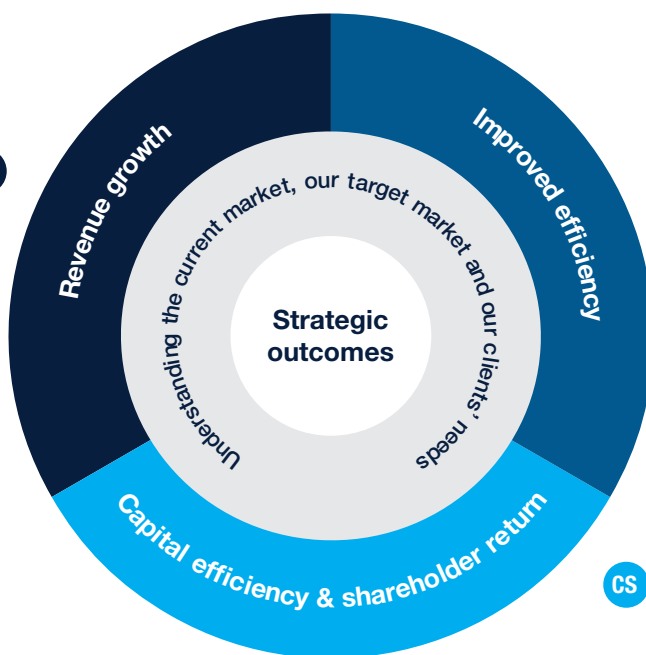 Revenue growth
Improved efficiency
Understanding the current market, our target market and our clients’ needs
Strategic
outcomes
Capital efficiency & shareholder return
CS